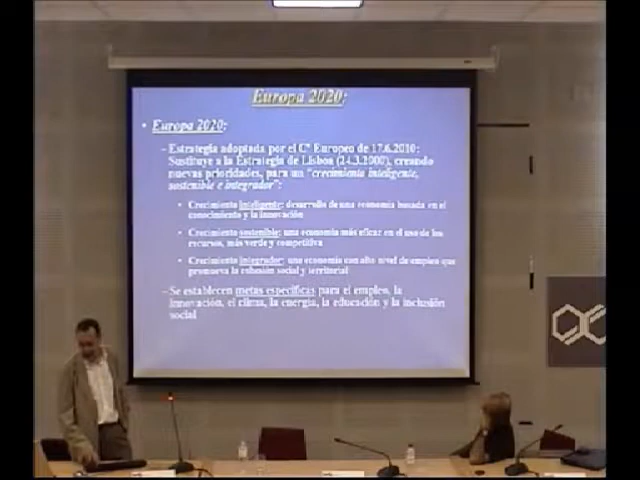 Europa 2020:
• Europa 2020:
– Estrategia adoptada por el Cº Europeo de 17.6.2010:
Sustituye a la Estrategia de Lisboa (24.3.2000), creando
nuevas prioridades, para un "crecimiento inteligente,
sostenible e integrador":
• Crecimiento inteligente: desarrollo de una economía basada en el
conocimiento y la innovación
• Crecimiento sostenible: una economía más eficaz en el uso de los
recursos, más verde y competitiva
• Crecimiento integrador: una economía con alto nivel de empleo que
promueva la cohesión social y territorial
– Se establecen metas específicas para el empleo, la
innovación, el clima, la energía, la educación y la inclusión
social